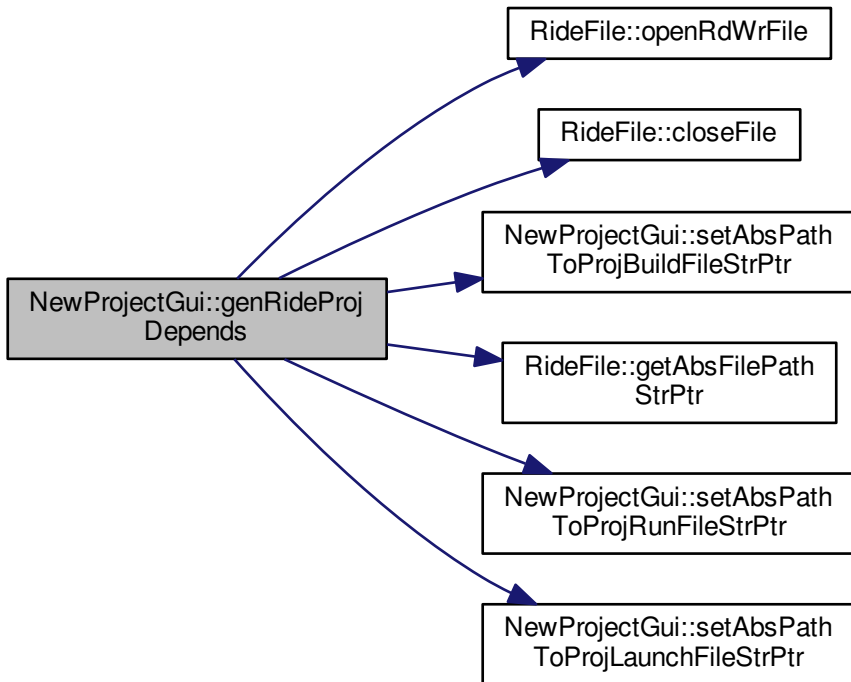 RideFile::openRdWrFile
RideFile::closeFile
NewProjectGui::setAbsPath
ToProjBuildFileStrPtr
NewProjectGui::genRideProj
Depends
RideFile::getAbsFilePath
StrPtr
NewProjectGui::setAbsPath
ToProjRunFileStrPtr
NewProjectGui::setAbsPath
ToProjLaunchFileStrPtr